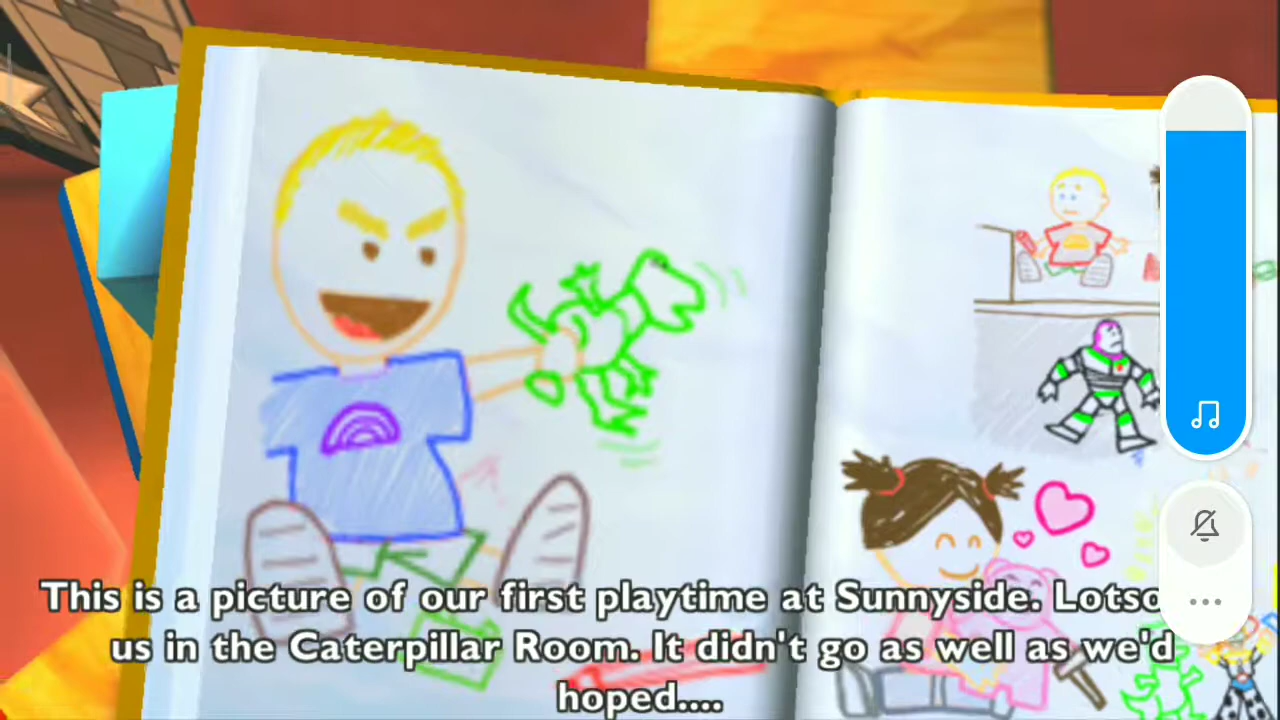 This is a picture of our first playtime at Sunnyside.
us in the Caterpillar Room. It didn't go as well as we'd
hoped....